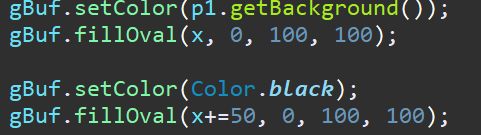 gBuf.setColor(p1.getBackground());
gBuf.fillOval(x, 0, 100, 100);
gBuf.setColor(Color.black);
gBuf.fillOval(x+=50, 0, 100, 100);